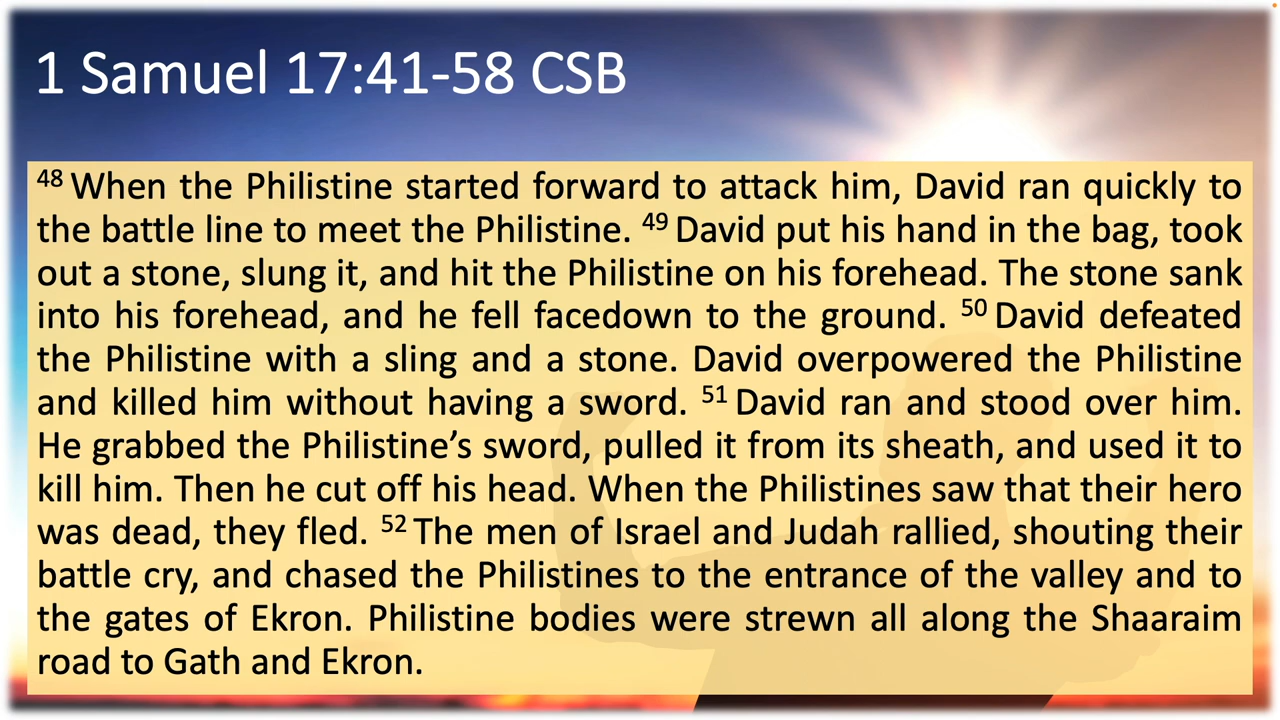 1 Samuel 17:41-58 CSB
48 When the Philistine started forward to attack him, David ran quickly to
the battle line to meet the Philistine. 49 David put his hand in the bag, took
out a stone, slung it, and hit the Philistine on his forehead. The stone sank
into his forehead, and he fell facedown to the ground. 50 David defeated
the Philistine with a sling and a stone. David overpowered the Philistine
and killed him without having a sword. 51 David ran and stood over him.
He grabbed the Philistine’s sword, pulled it from its sheath, and used it to
kill him. Then he cut off his head. When the Philistines saw that their hero
was dead, they fled. 52 The men of Israel and Judah rallied, shouting their
battle cry, and chased the Philistines to the entrance of the valley and to
the gates of Ekron. Philistine bodies were strewn all along the Shaaraim
road to Gath and Ekron.